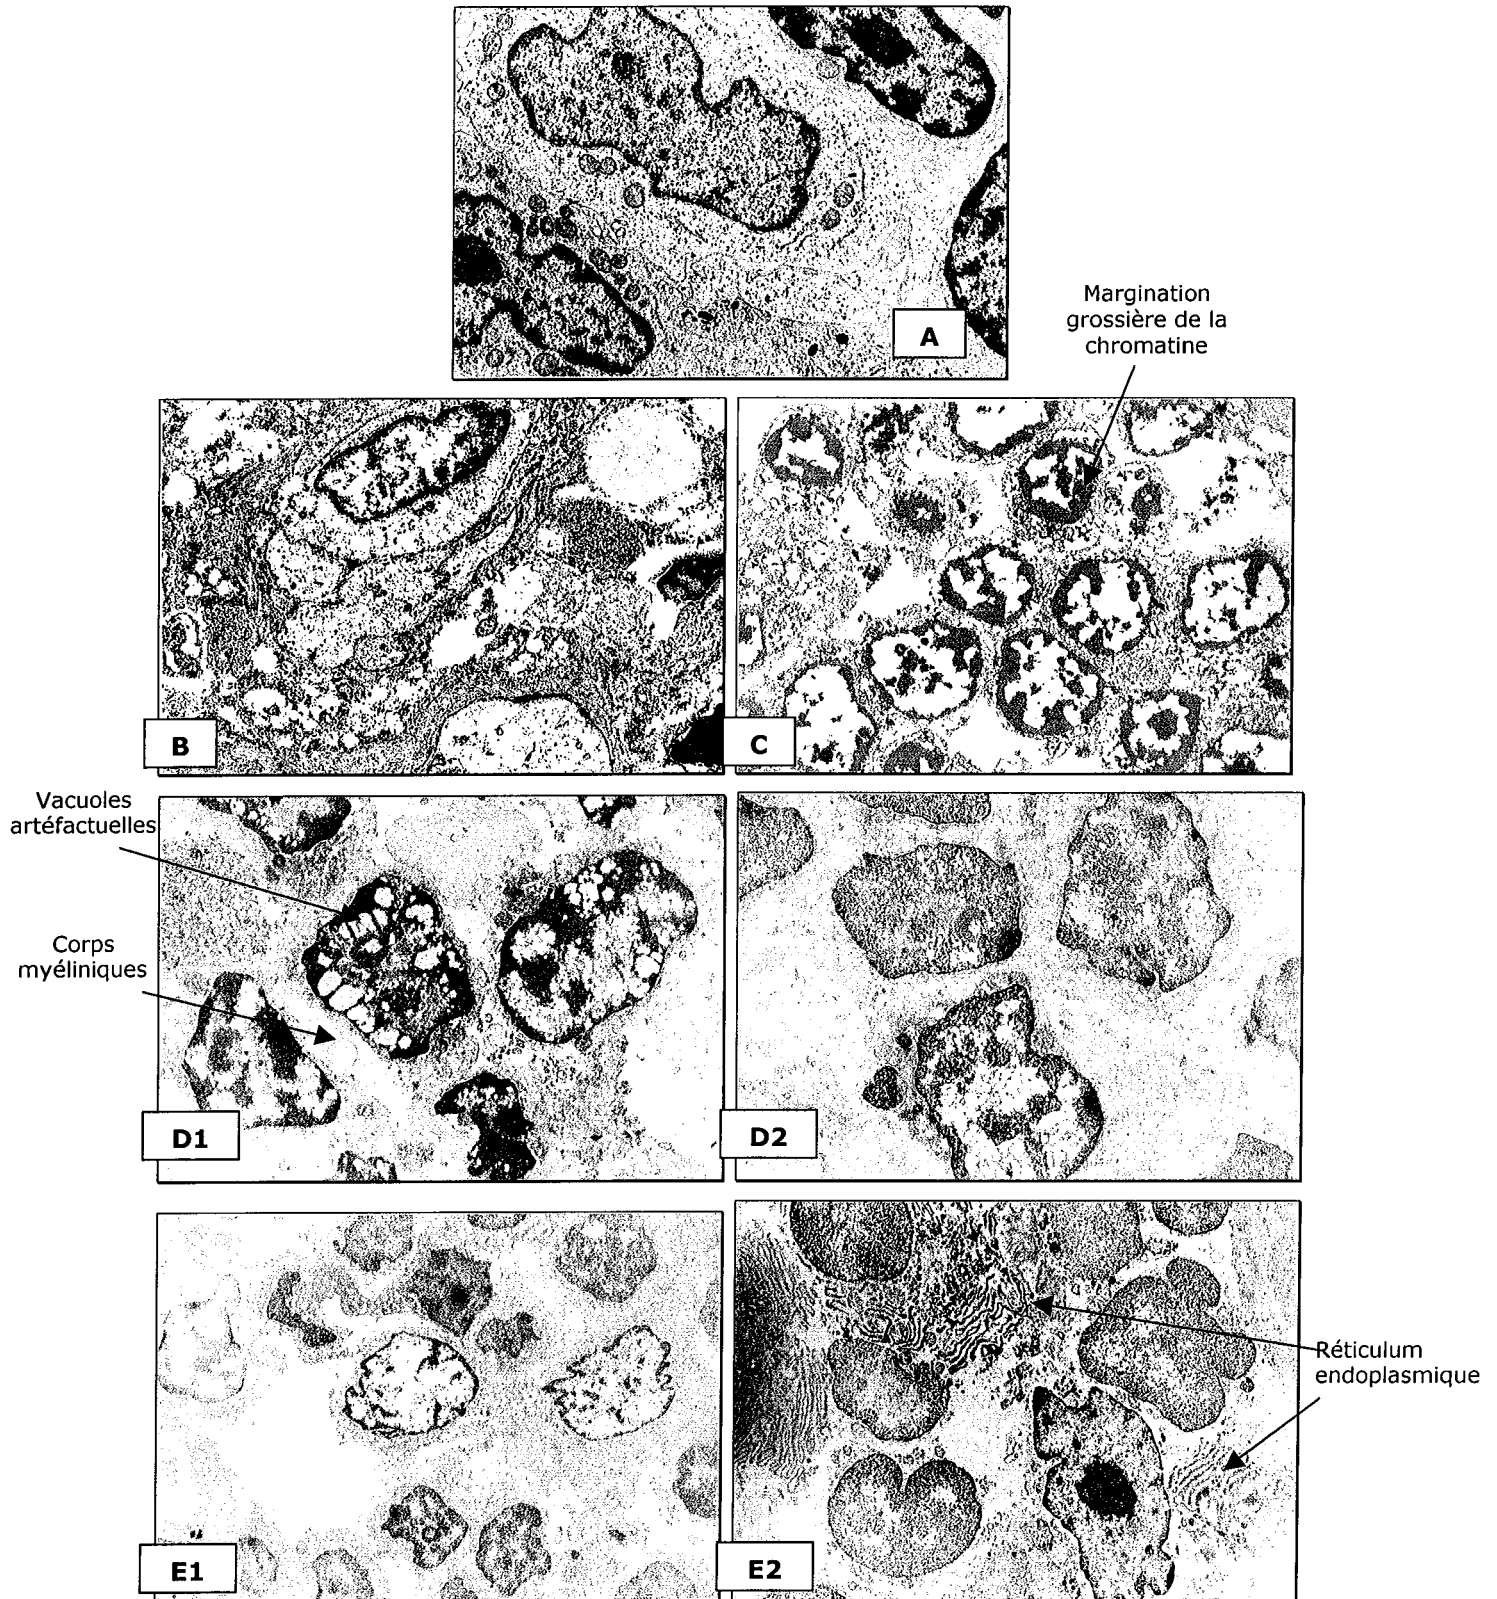 A
Margination
grossière de la
chromatine
B
C
Vacuoles
artéfactuelles
Corps
myéliniques
D1
D2
E1
E2
Réticulum
endoplasmique